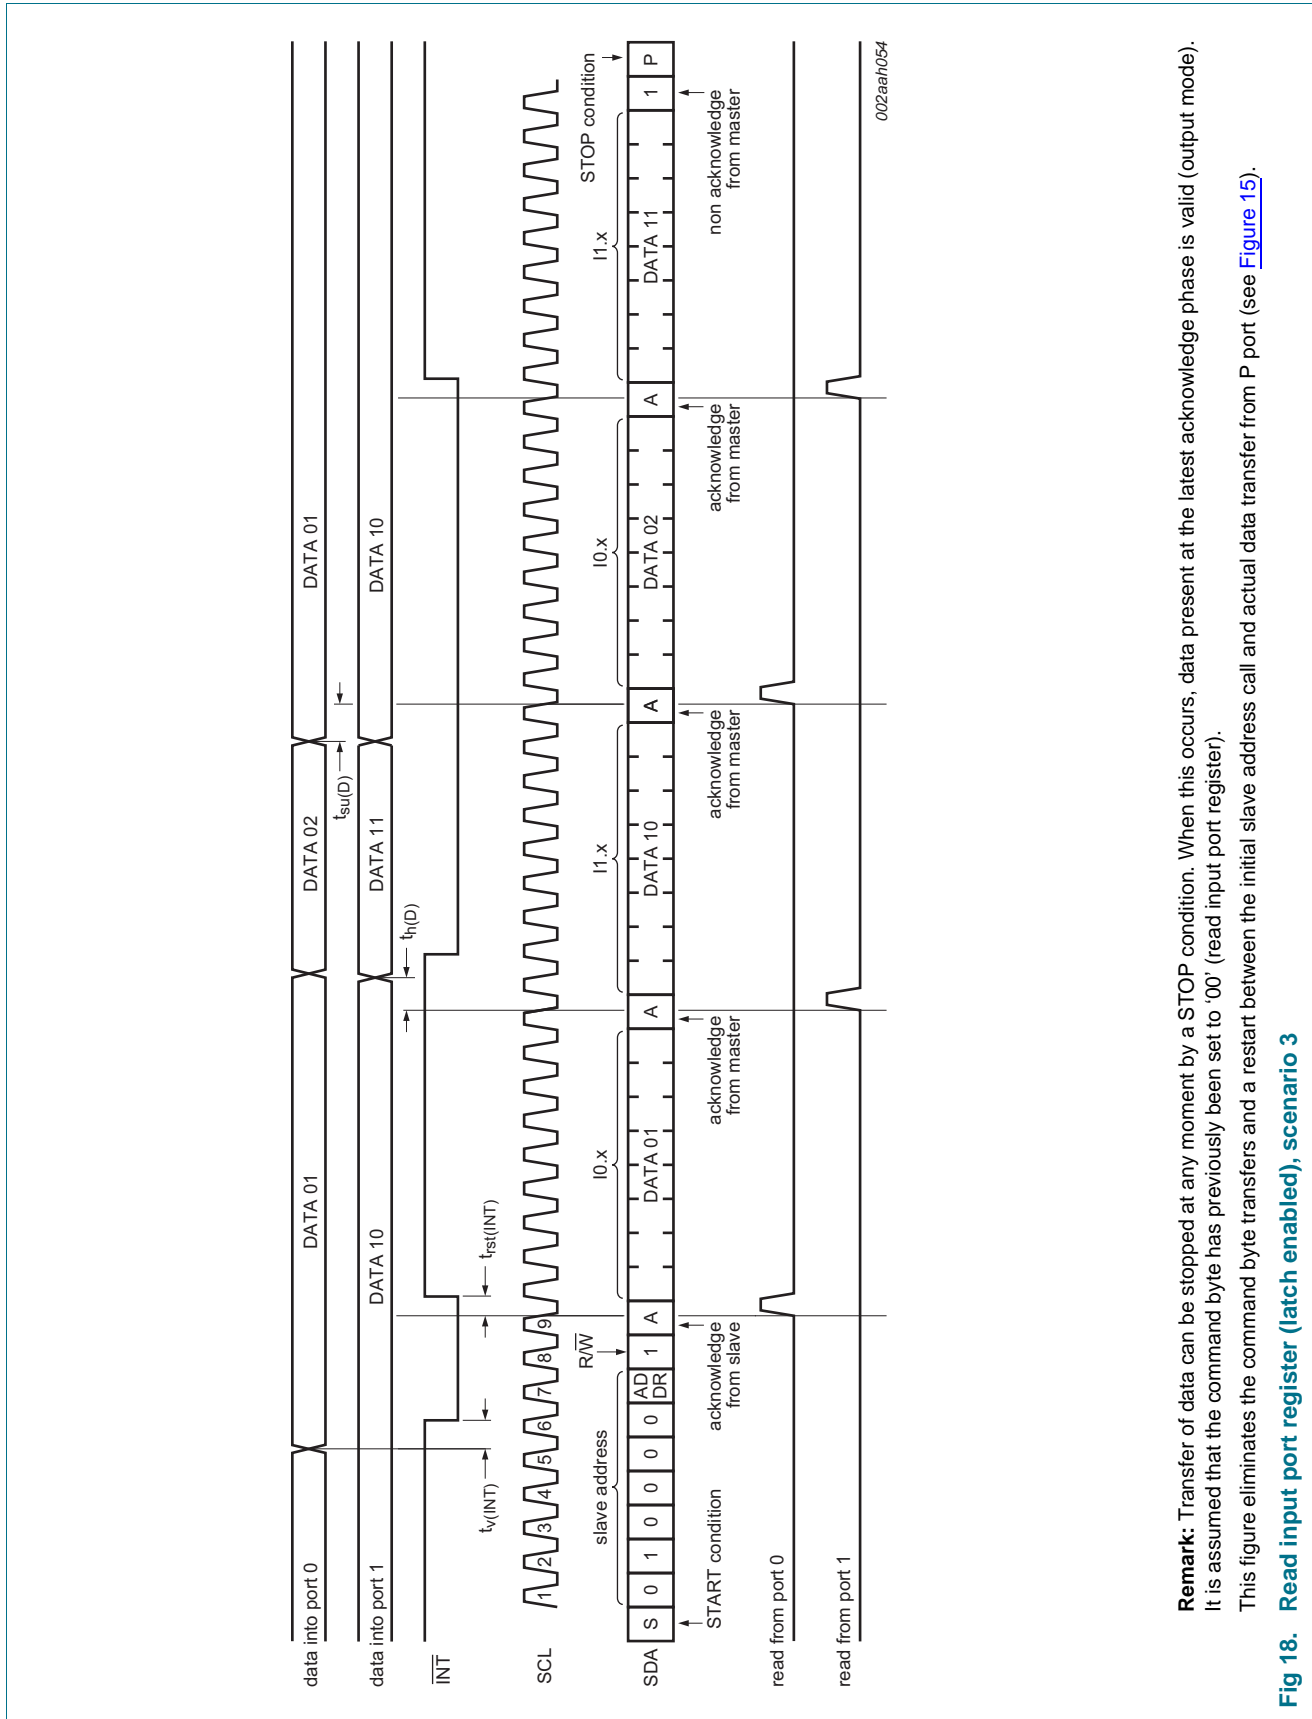 data into port 0
DATA 01
DATA 02
DATA 01
tsu(D)
data into port 1
DATA 10
DATA 11
DATA 10
th(D)
INT
tv(INT)
trst(INT)
SCL
1 2 3 4 5 6 7 8 9
slave address
R/W
I0.x
I1.x
I0.x
I1.x
STOP condition
SDA
S 0 1 0 0 0 0 AD DR 1 A DATA 01 A DATA 10 A DATA 02 A DATA 11 1 P
START condition
acknowledge from slave
acknowledge from master
acknowledge from master
acknowledge from master
non acknowledge from master
read from port 0
read from port 1
002aah054
Remark: Transfer of data can be stopped at any moment by a STOP condition. When this occurs, data present at the latest acknowledge phase is valid (output mode).
It is assumed that the command byte has previously been set to ‘00’ (read input port register).
This figure eliminates the command byte transfers and a restart between the initial slave address call and actual data transfer from P port (see Figure 15).
Fig 18. Read input port register (latch enabled), scenario 3